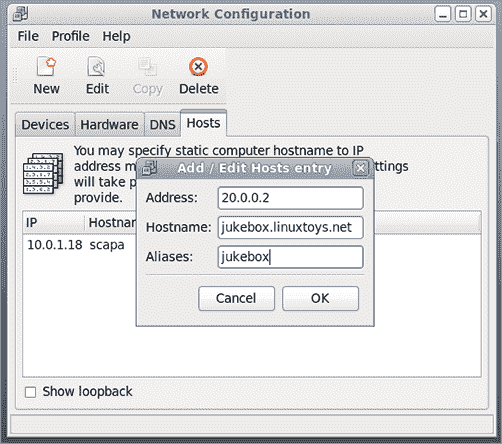 Network Configuration
File Profile Help
New Edit Copy Delete
Devices Hardware DNS Hosts
You may specify static computer hostname to IP
address m
ttings
will take p
provide.
Add / Edit Hosts entry
Address: 20.0.0.2
Hostname: jukebox.linuxtoys.net
Aliases: jukebox
Cancel OK
IP Hostnam
10.0.1.18 scapa
Show loopback